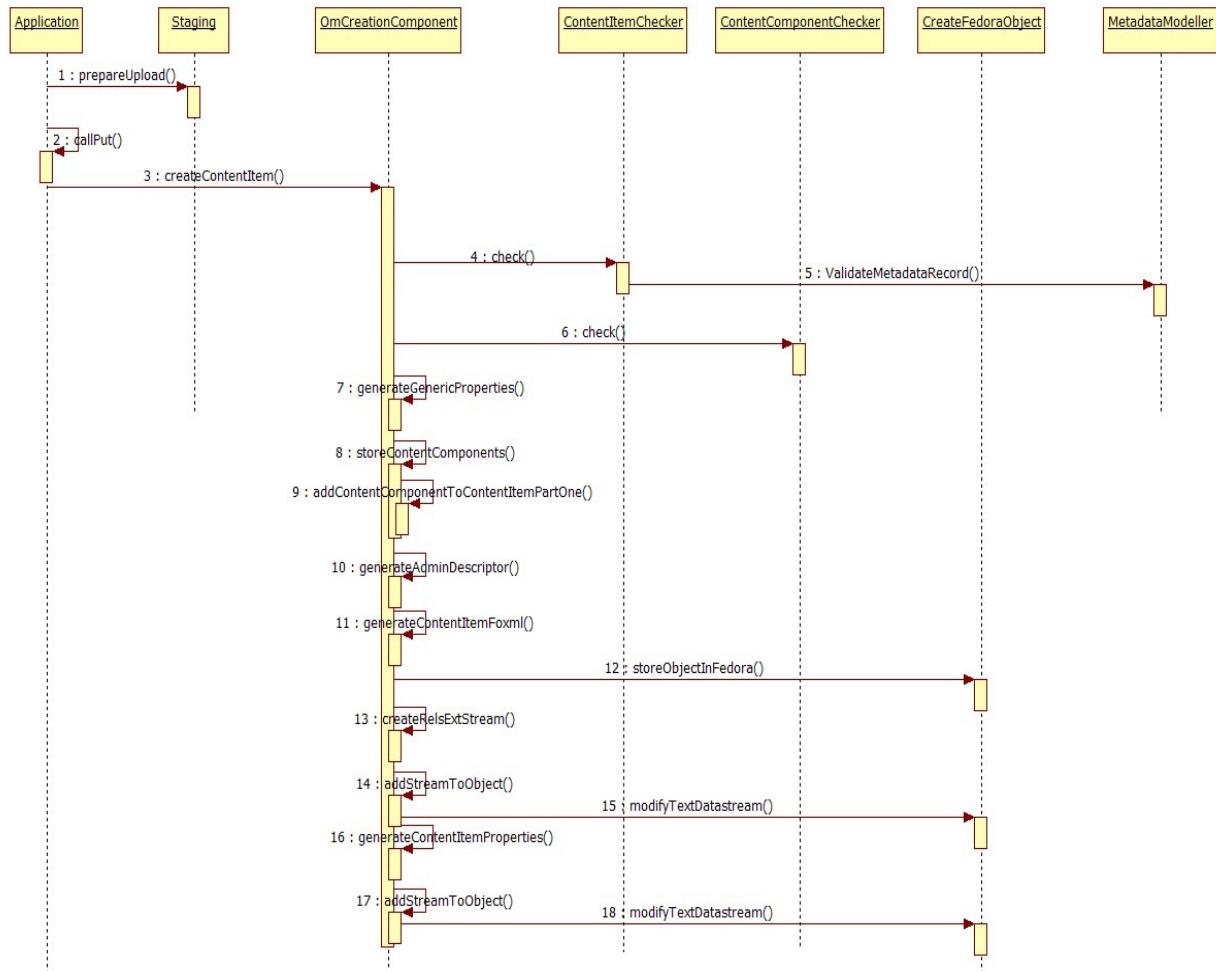 Application
Staging
OmCreationComponent
ContentItemChecker
ContentComponentChecker
CreateFedoraObject
MetadataModeller
1 : prepareUpload()
2 : callPut()
3 : createContentItem()
4 : check()
5 : ValidateMetadataRecord()
6 : check()
7 : generateGenericProperties()
8 : storeContentComponents()
9 : addContentComponentToContentItemPartOne()
10 : generateAdminDescriptor()
11 : generateContentItemFoxml()
12 : storeObjectInFedora()
13 : createRelsExtStream()
14 : addStreamToObject()
15 : modifyTextDatastream()
16 : generateContentItemProperties()
17 : addStreamToObject()
18 : modifyTextDatastream()